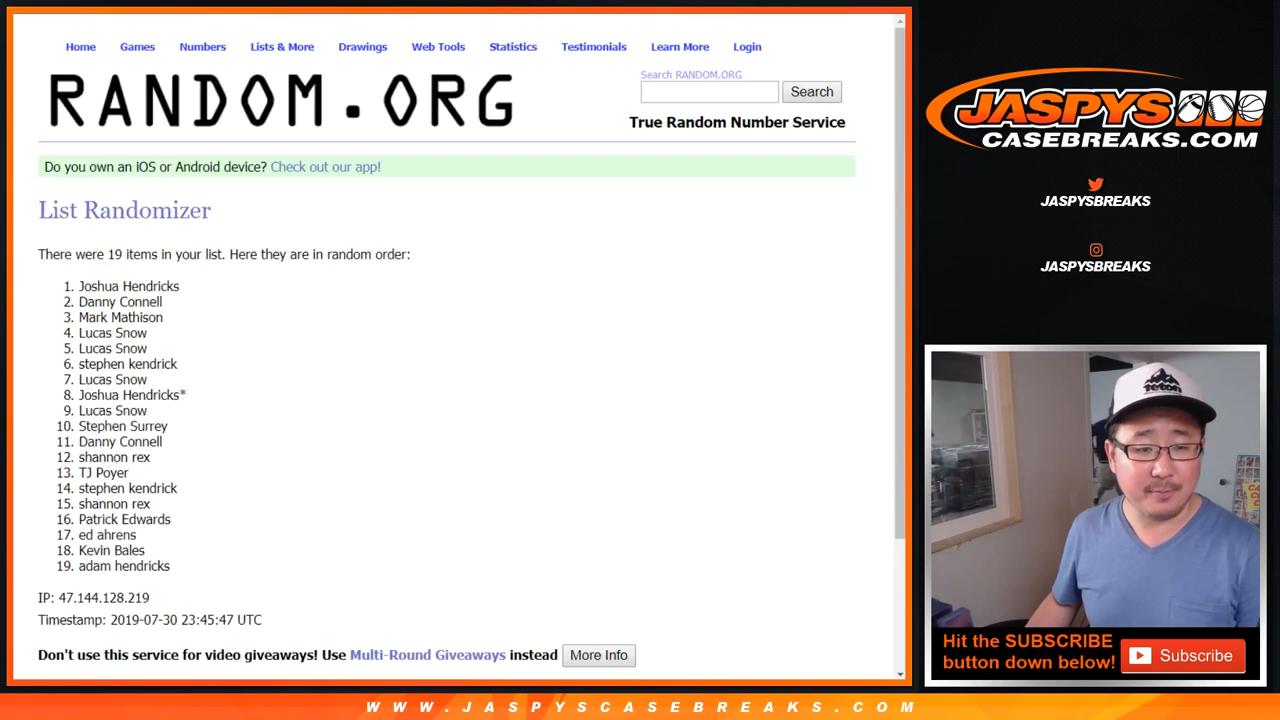 Home Games Numbers Lists & More Drawings Web Tools Statistics Testimonials Learn More Login
RANDOM.ORG
Search RANDOM.ORG
Search
True Random Number Service
Do you own an iOS or Android device? Check out our app!
List Randomizer
There were 19 items in your list. Here they are in random order:
1. Joshua Hendricks
2. Danny Connell
3. Mark Mathison
4. Lucas Snow
5. Lucas Snow
6. stephen kendrick
7. Lucas Snow
8. Joshua Hendricks*
9. Lucas Snow
10. Stephen Surrey
11. Danny Connell
12. shannon rex
13. TJ Poyer
14. stephen kendrick
15. shannon rex
16. Patrick Edwards
17. ed ahrens
18. Kevin Bales
19. adam hendricks
IP: 47.144.128.219
Timestamp: 2019-07-30 23:45:47 UTC
Don't use this service for video giveaways! Use Multi-Round Giveaways instead More Info
JASPYS
CASEBREAKS.COM
JASPYSBREAKS
JASPYSBREAKS
teton
Hit the SUBSCRIBE
button down below!
Subscribe
WWW.JASPYSCASEBREAKS.COM